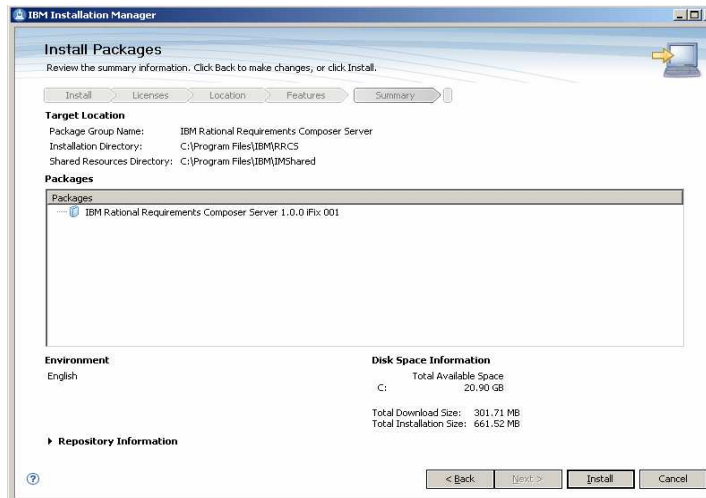 IBM Installation Manager
Install Packages
Review the summary information. Click Back to make changes, or click Install.
Install Licenses Location Features Summary
Target Location
Package Group Name: IBM Rational Requirements Composer Server
Installation Directory: C:\Program Files\IBM\RRCS
Shared Resources Directory: C:\Program Files\IBM\IMShared
Packages
Packages
IBM Rational Requirements Composer Server 1.0.0 iFix 001
Environment
English
Disk Space Information
Total Available Space
C: 20.90 GB
Total Download Size: 301.71 MB
Total Installation Size: 661.52 MB
Repository Information
? < Back Next > Install Cancel